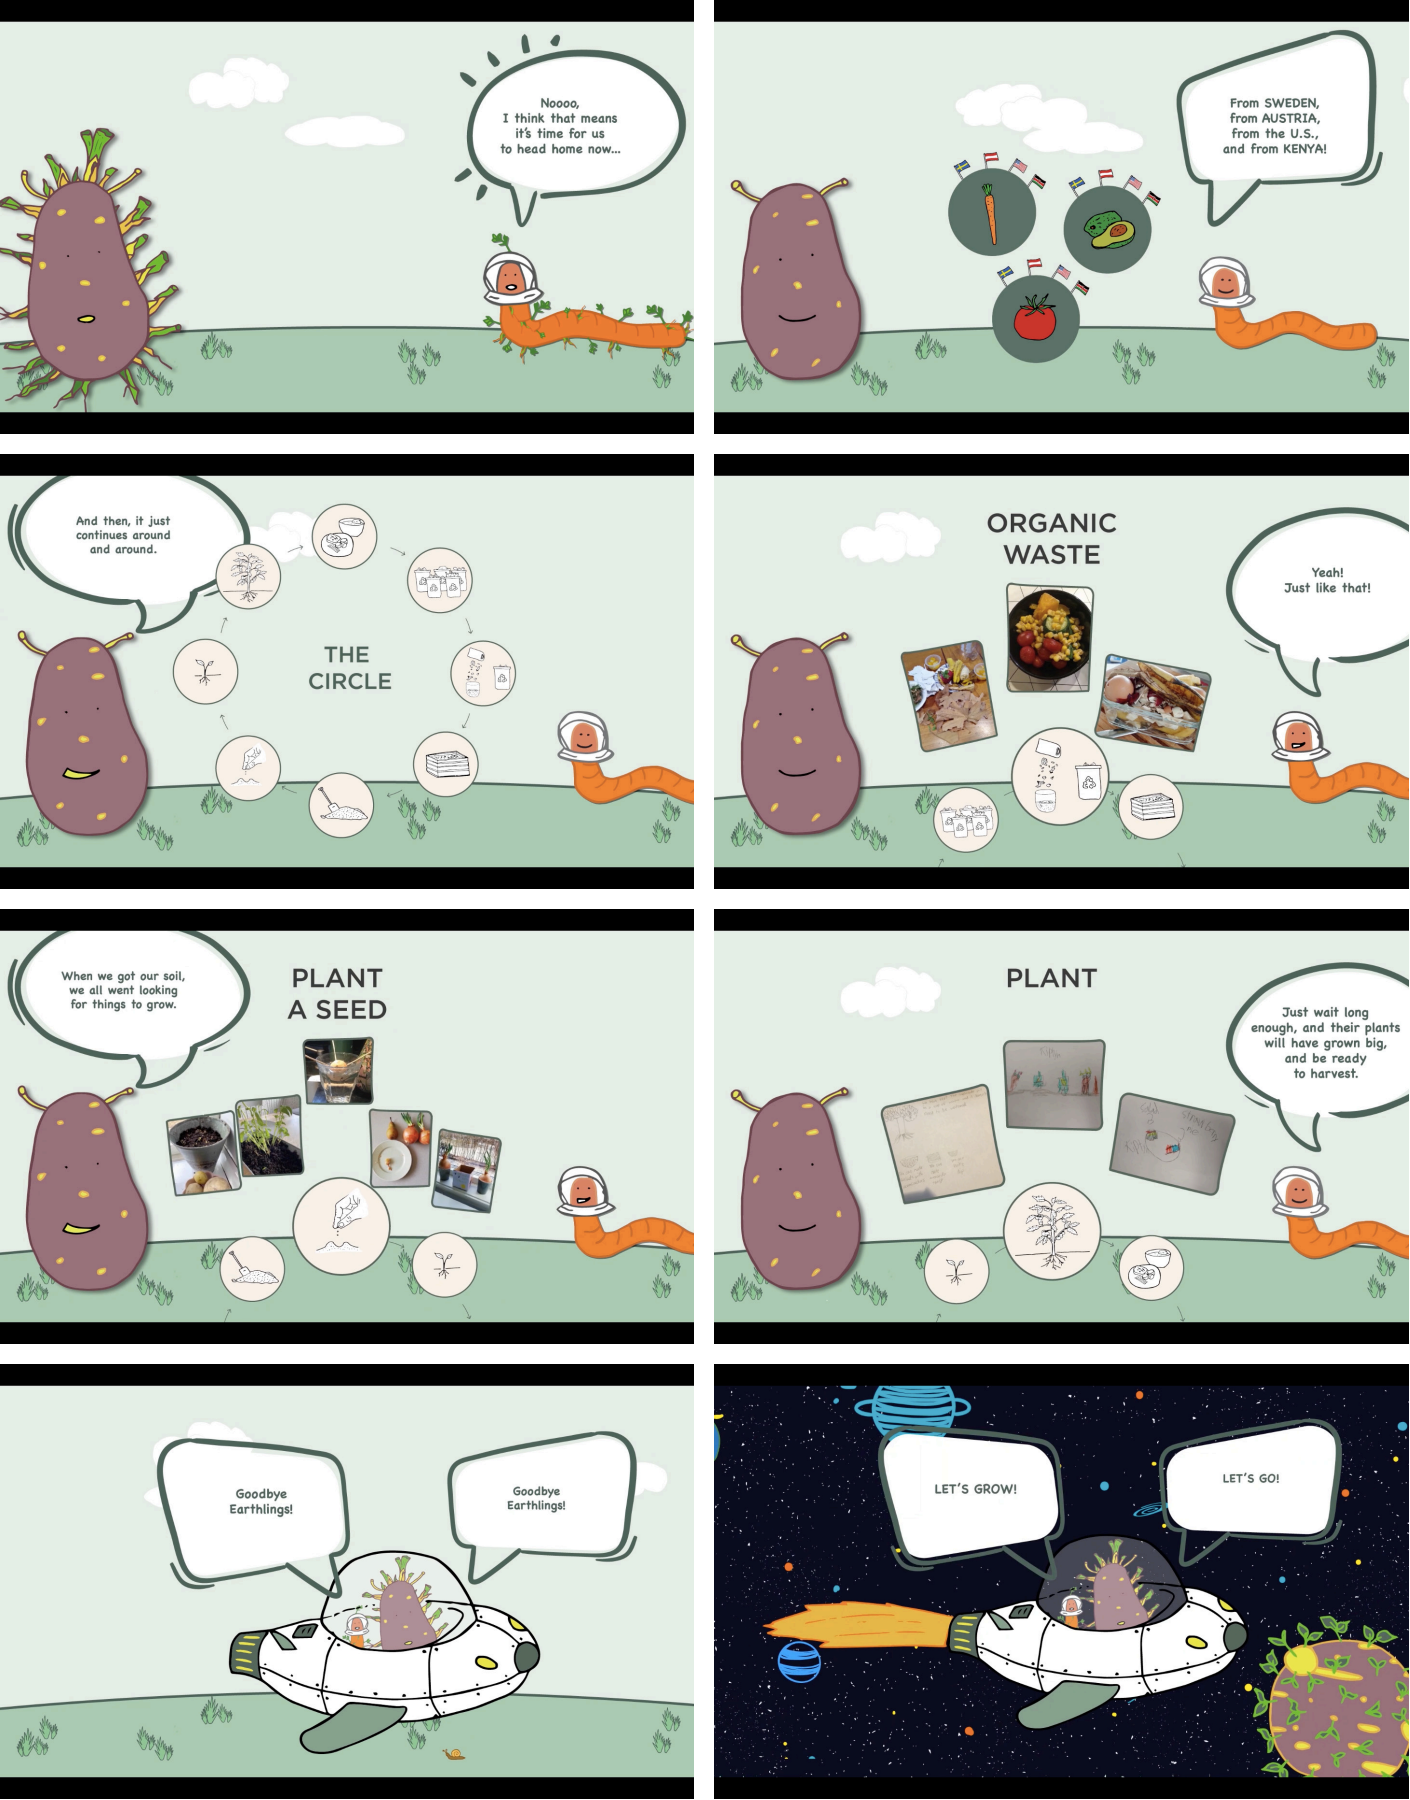 Noooo,
I think that means
it's time for us
to head home now...
From SWEDEN,
from AUSTRIA,
from the U.S.,
and from KENYA!
And then, it just
continues around
and around.
THE
CIRCLE
ORGANIC
WASTE
Yeah!
Just like that!
When we got our soil,
we all went looking
for things to grow.
PLANT
A SEED
PLANT
Just wait long
enough, and their plants
will have grown big,
and be ready
to harvest.
Goodbye
Earthlings!
Goodbye
Earthlings!
LET'S GROW!
LET'S GO!